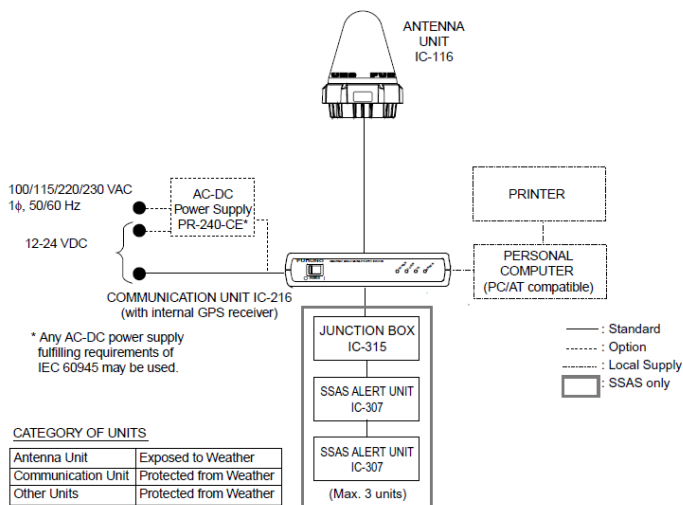 ANTENNA
UNIT
IC-116
100/115/220/230 VAC
1ϕ, 50/60 Hz
AC-DC
Power Supply
PR-240-CE*
12-24 VDC
PRINTER
PERSONAL
COMPUTER
(PC/AT compatible)
FURUNO
COMMUNICATION UNIT IC-216
(with internal GPS receiver)
* Any AC-DC power supply
fulfilling requirements of
IEC 60945 may be used.
JUNCTION BOX
IC-315
SSAS ALERT UNIT
IC-307
SSAS ALERT UNIT
IC-307
(Max. 3 units)
: Standard
: Option
: Local Supply
: SSAS only
CATEGORY OF UNITS
Antenna Unit Exposed to Weather
Communication Unit Protected from Weather
Other Units Protected from Weather